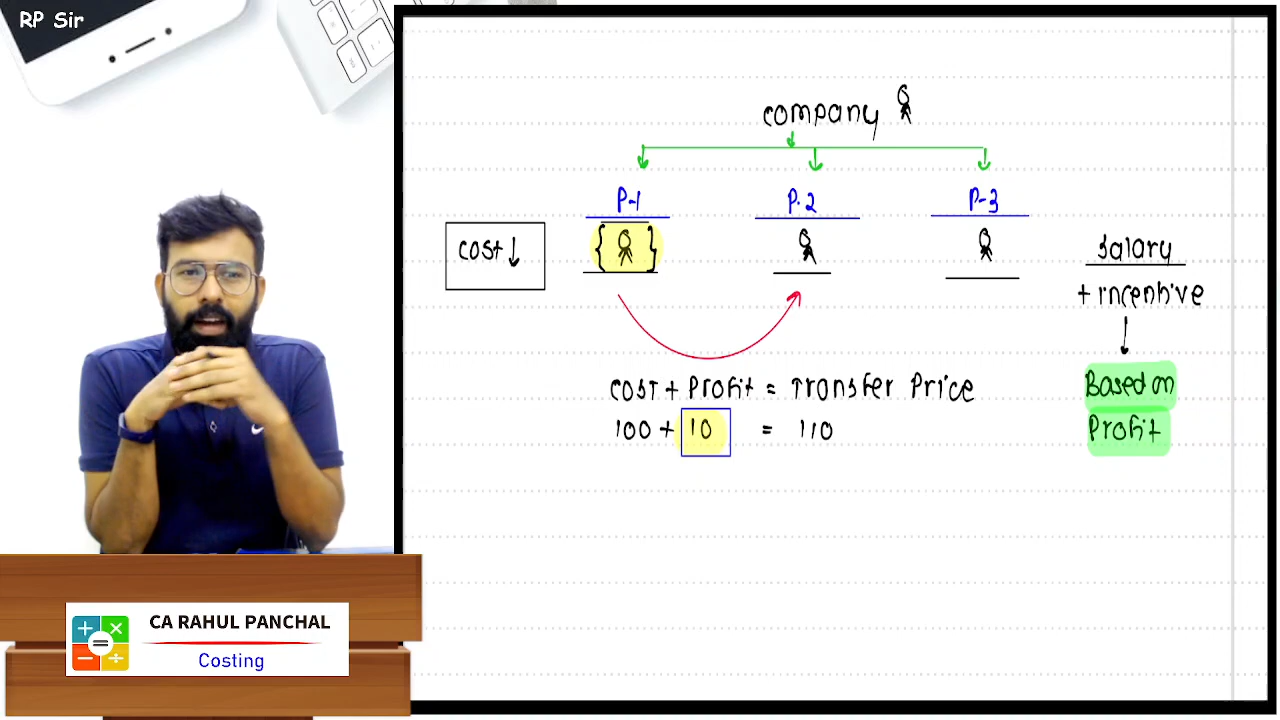 RP Sir
company
P-1 P.2 P-3
cost ↓
Salary
+ incentive
cost + Profit = Transfer Price
100 + 10 = 110
Based on
Profit
CA RAHUL PANCHAL
Costing